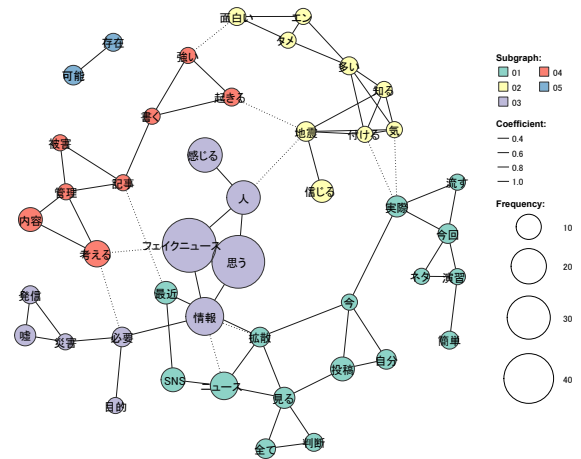 面白い
エン
タメ
存在
可能
強い
多い
知る
起きる
書く
地震
付ける
気
被害
感じる
記事
管理
信じる
流す
人
実際
内容
今回
フェイクニュース
考える
思う
ネタ
演習
発信
最近
今
情報
嘘
災害
必要
拡散
簡単
自分
投稿
SNS
ニュース
見る
目的
全て
判断
Subgraph:
01 04
02 05
03
Coefficient:
0.4
0.6
0.8
1.0
Frequency:
10
20
30
40